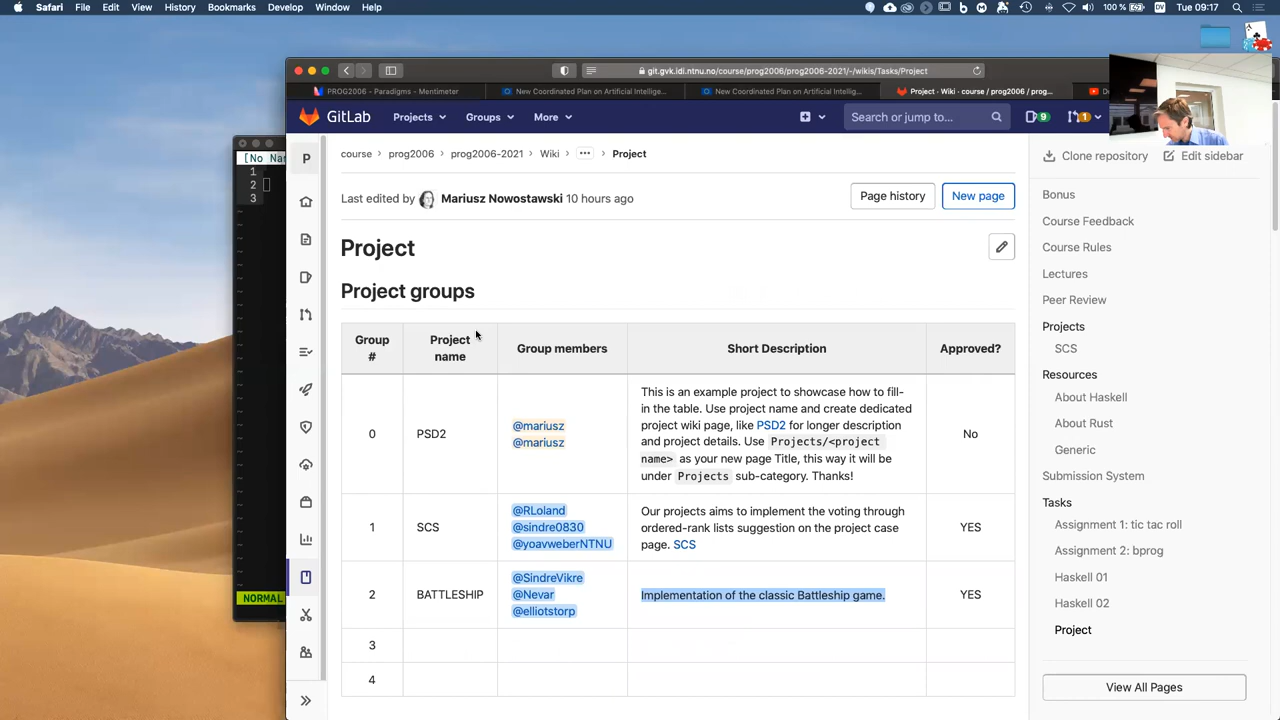 Safari File Edit View History Bookmarks Develop Window Help
100 % DV Tue 09:17
git.gvk.idi.ntnu.no/course/prog2006/prog2006-2021/-/wikis/Tasks/Project
PROG2006 - Paradigms - Mentimeter
New Coordinated Plan on Artificial Intellige...
New Coordinated Plan on Artificial Intellig...
Project · Wiki · course / prog2006 / prog...
GitLab
Projects
Groups
More
Search or jump to...
9
1
[No Na
1
2
3
NORMAL
P
course prog2006 prog2006-2021 Wiki ... Project
Last edited by Mariusz Nowostawski 10 hours ago
Page history
New page
Project
Project groups
Group #
Project name
Group members
Short Description
Approved?
0
PSD2
@mariusz
@mariusz
This is an example project to showcase how to fill-
in the table. Use project name and create dedicated
project wiki page, like PSD2 for longer description
and project details. Use Projects/<project
name> as your new page Title, this way it will be
under Projects sub-category. Thanks!
No
1
SCS
@RLoland
@sindre0830
@yoavweberNTNU
Our projects aims to implement the voting through
ordered-rank lists suggestion on the project case
page. SCS
YES
2
BATTLESHIP
@SindreVikre
@Nevar
@elliotstorp
Implementation of the classic Battleship game.
YES
3
4
Clone repository
Edit sidebar
Bonus
Course Feedback
Course Rules
Lectures
Peer Review
Projects
SCS
Resources
About Haskell
About Rust
Generic
Submission System
Tasks
Assignment 1: tic tac roll
Assignment 2: bprog
Haskell 01
Haskell 02
Project
View All Pages